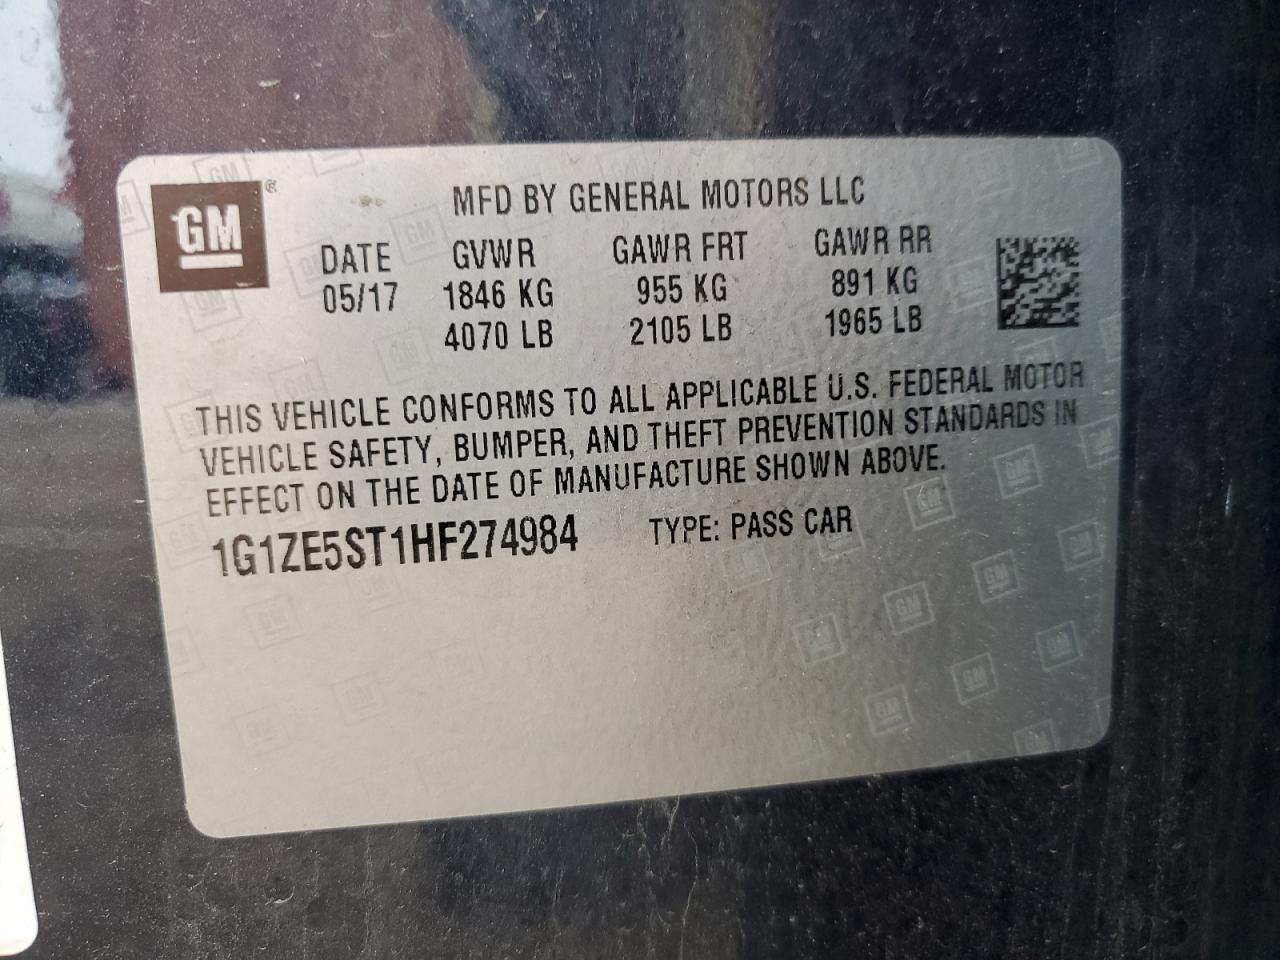 GM ®
MFD BY GENERAL MOTORS LLC
DATE GVWR GAWR FRT GAWR RR
05/17 1846 KG 955 KG 891 KG
4070 LB 2105 LB 1965 LB
THIS VEHICLE CONFORMS TO ALL APPLICABLE U.S. FEDERAL MOTOR
VEHICLE SAFETY, BUMPER, AND THEFT PREVENTION STANDARDS IN
EFFECT ON THE DATE OF MANUFACTURE SHOWN ABOVE.
1G1ZE5ST1HF274984 TYPE: PASS CAR